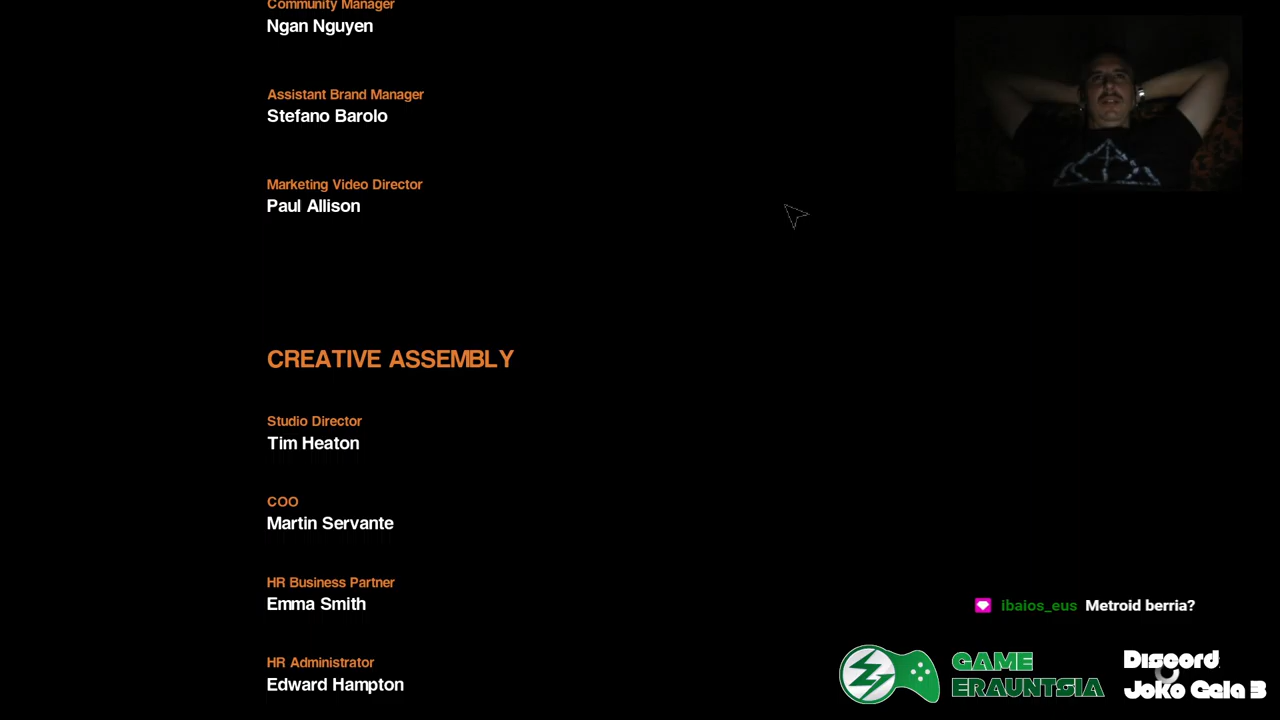 Community Manager
Ngan Nguyen
Assistant Brand Manager
Stefano Barolo
Marketing Video Director
Paul Allison
CREATIVE ASSEMBLY
Studio Director
Tim Heaton
COO
Martin Servante
HR Business Partner
Emma Smith
HR Administrator
Edward Hampton
ibaios_eus Metroid berria?
GAME
ERAUNTSIA
Discord
Joko Gela 3